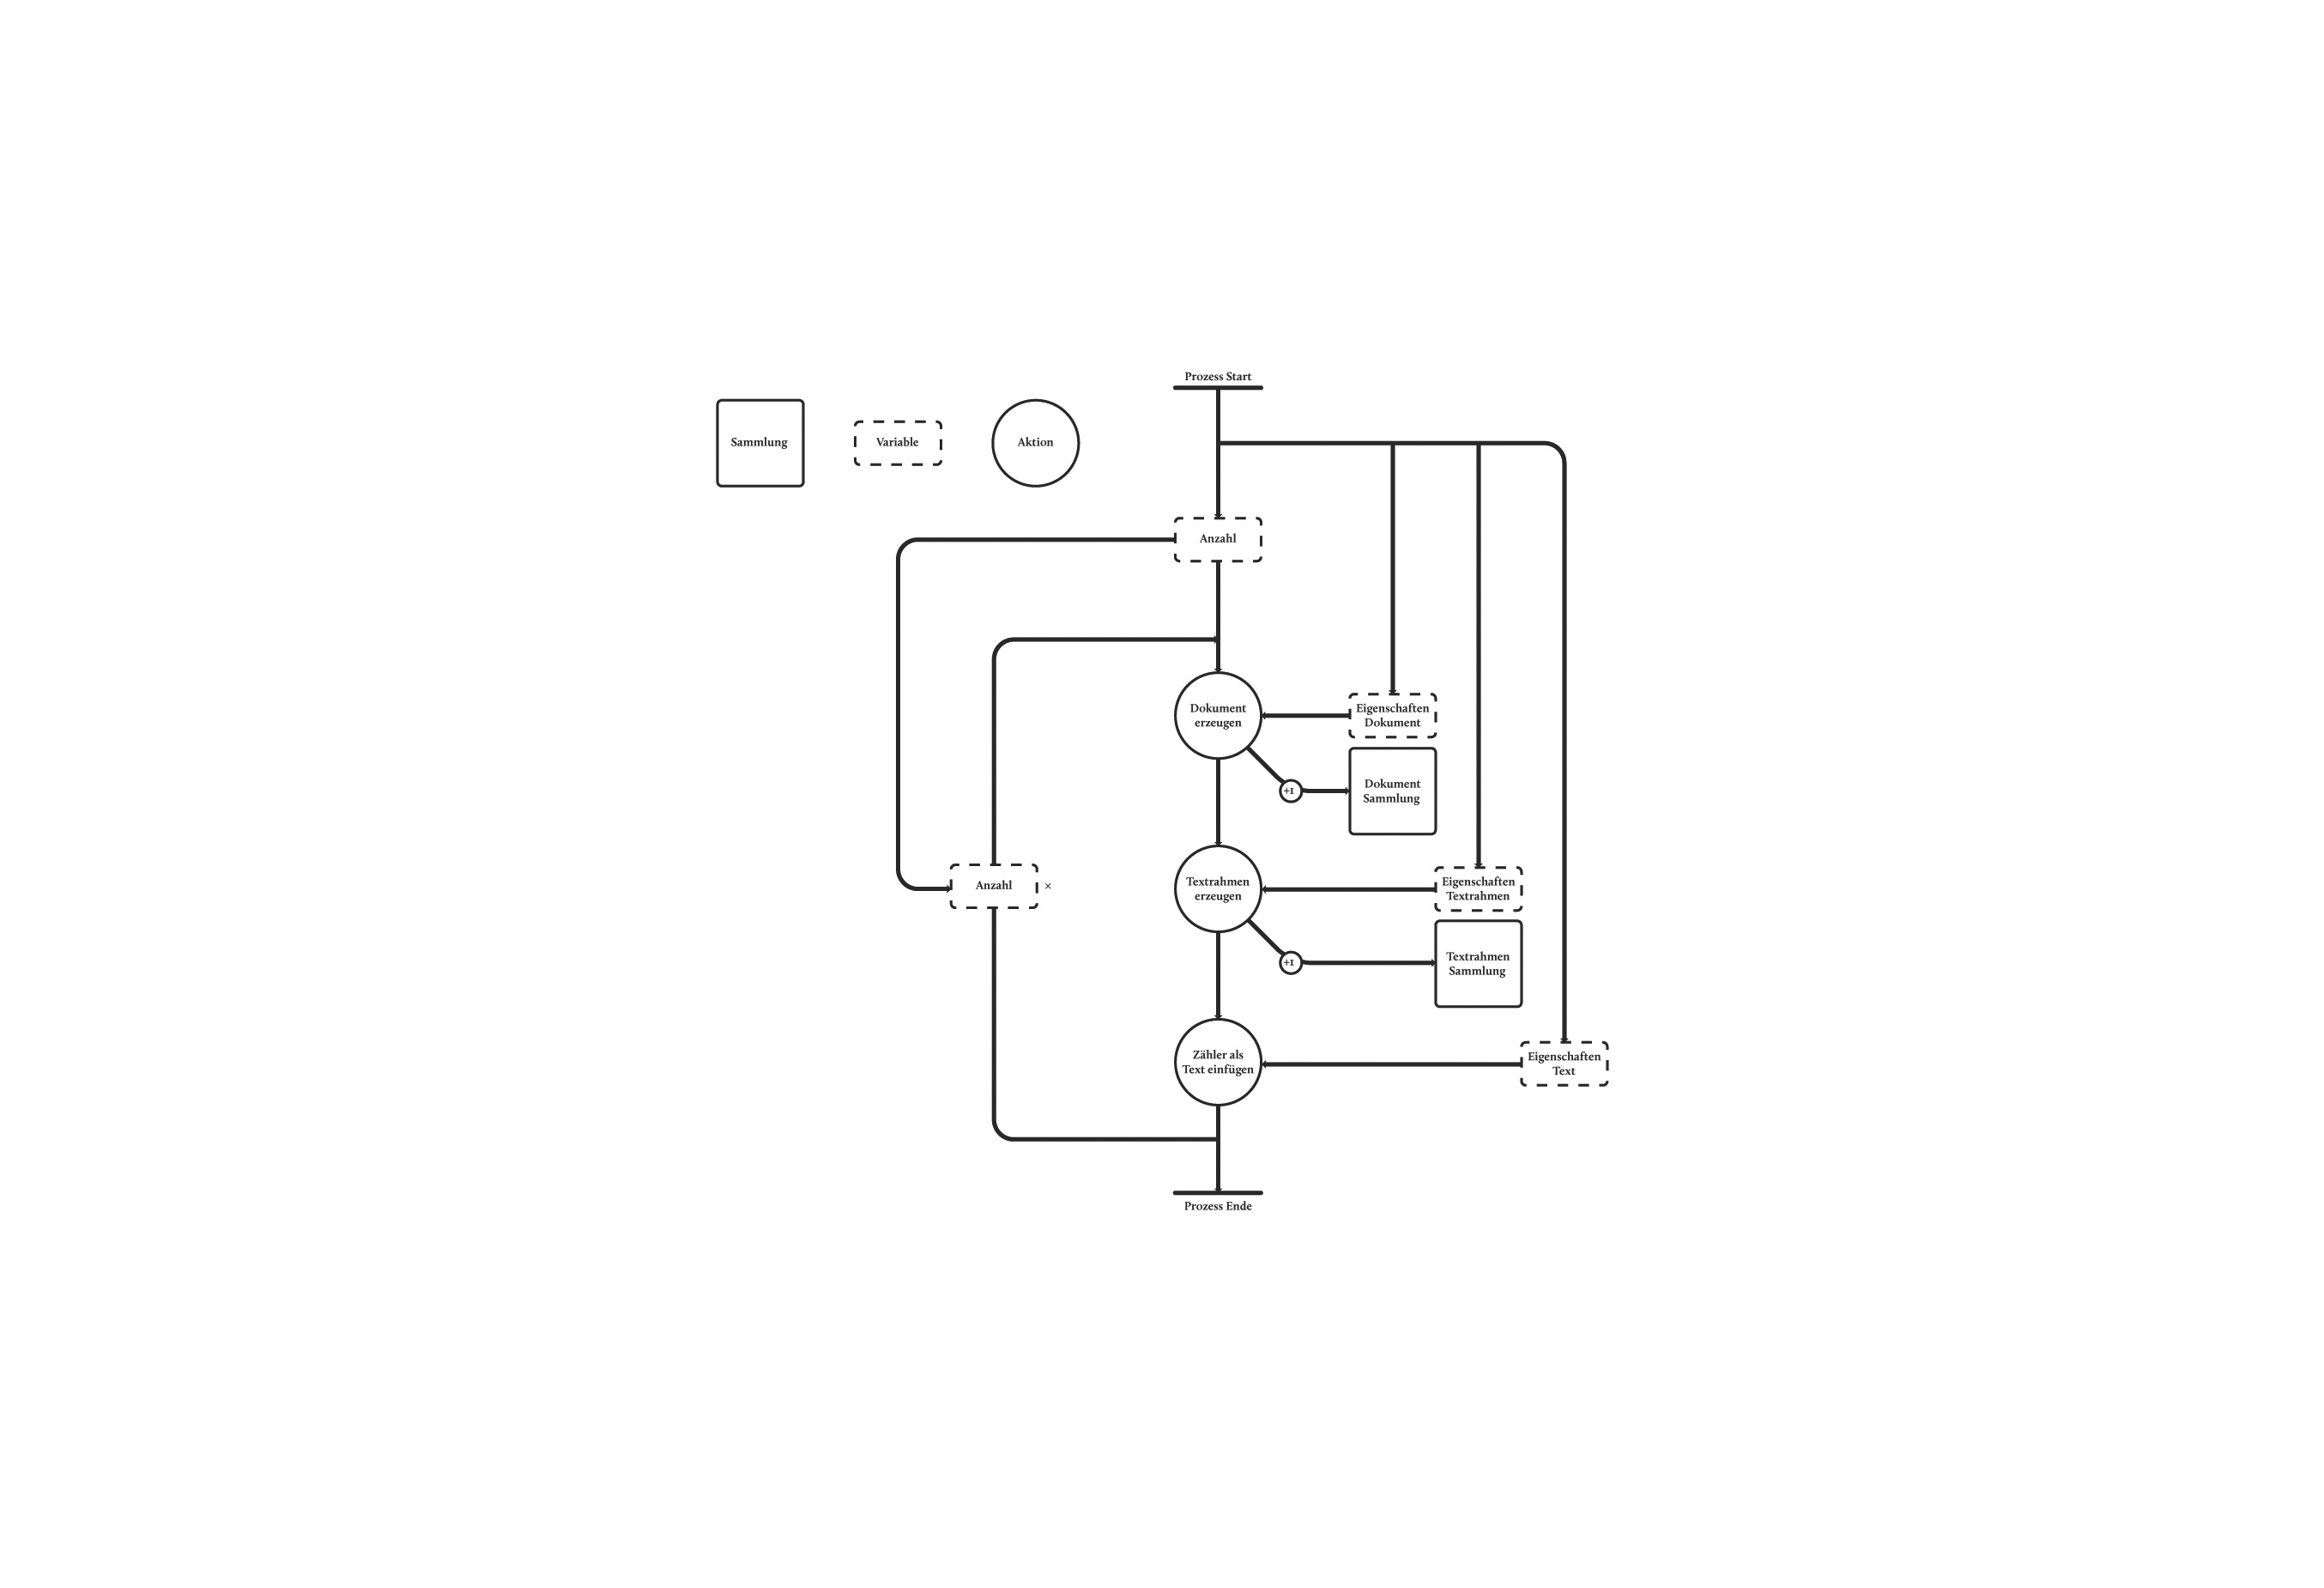 Prozess Start
Sammlung
Variable
Aktion
Anzahl
Dokument
erzeugen
Eigenschaften
Dokument
+1
Dokument
Sammlung
Anzahl ×
Textrahmen
erzeugen
Eigenschaften
Textrahmen
+1
Textrahmen
Sammlung
Zähler als
Text einfügen
Eigenschaften
Text
Prozess Ende